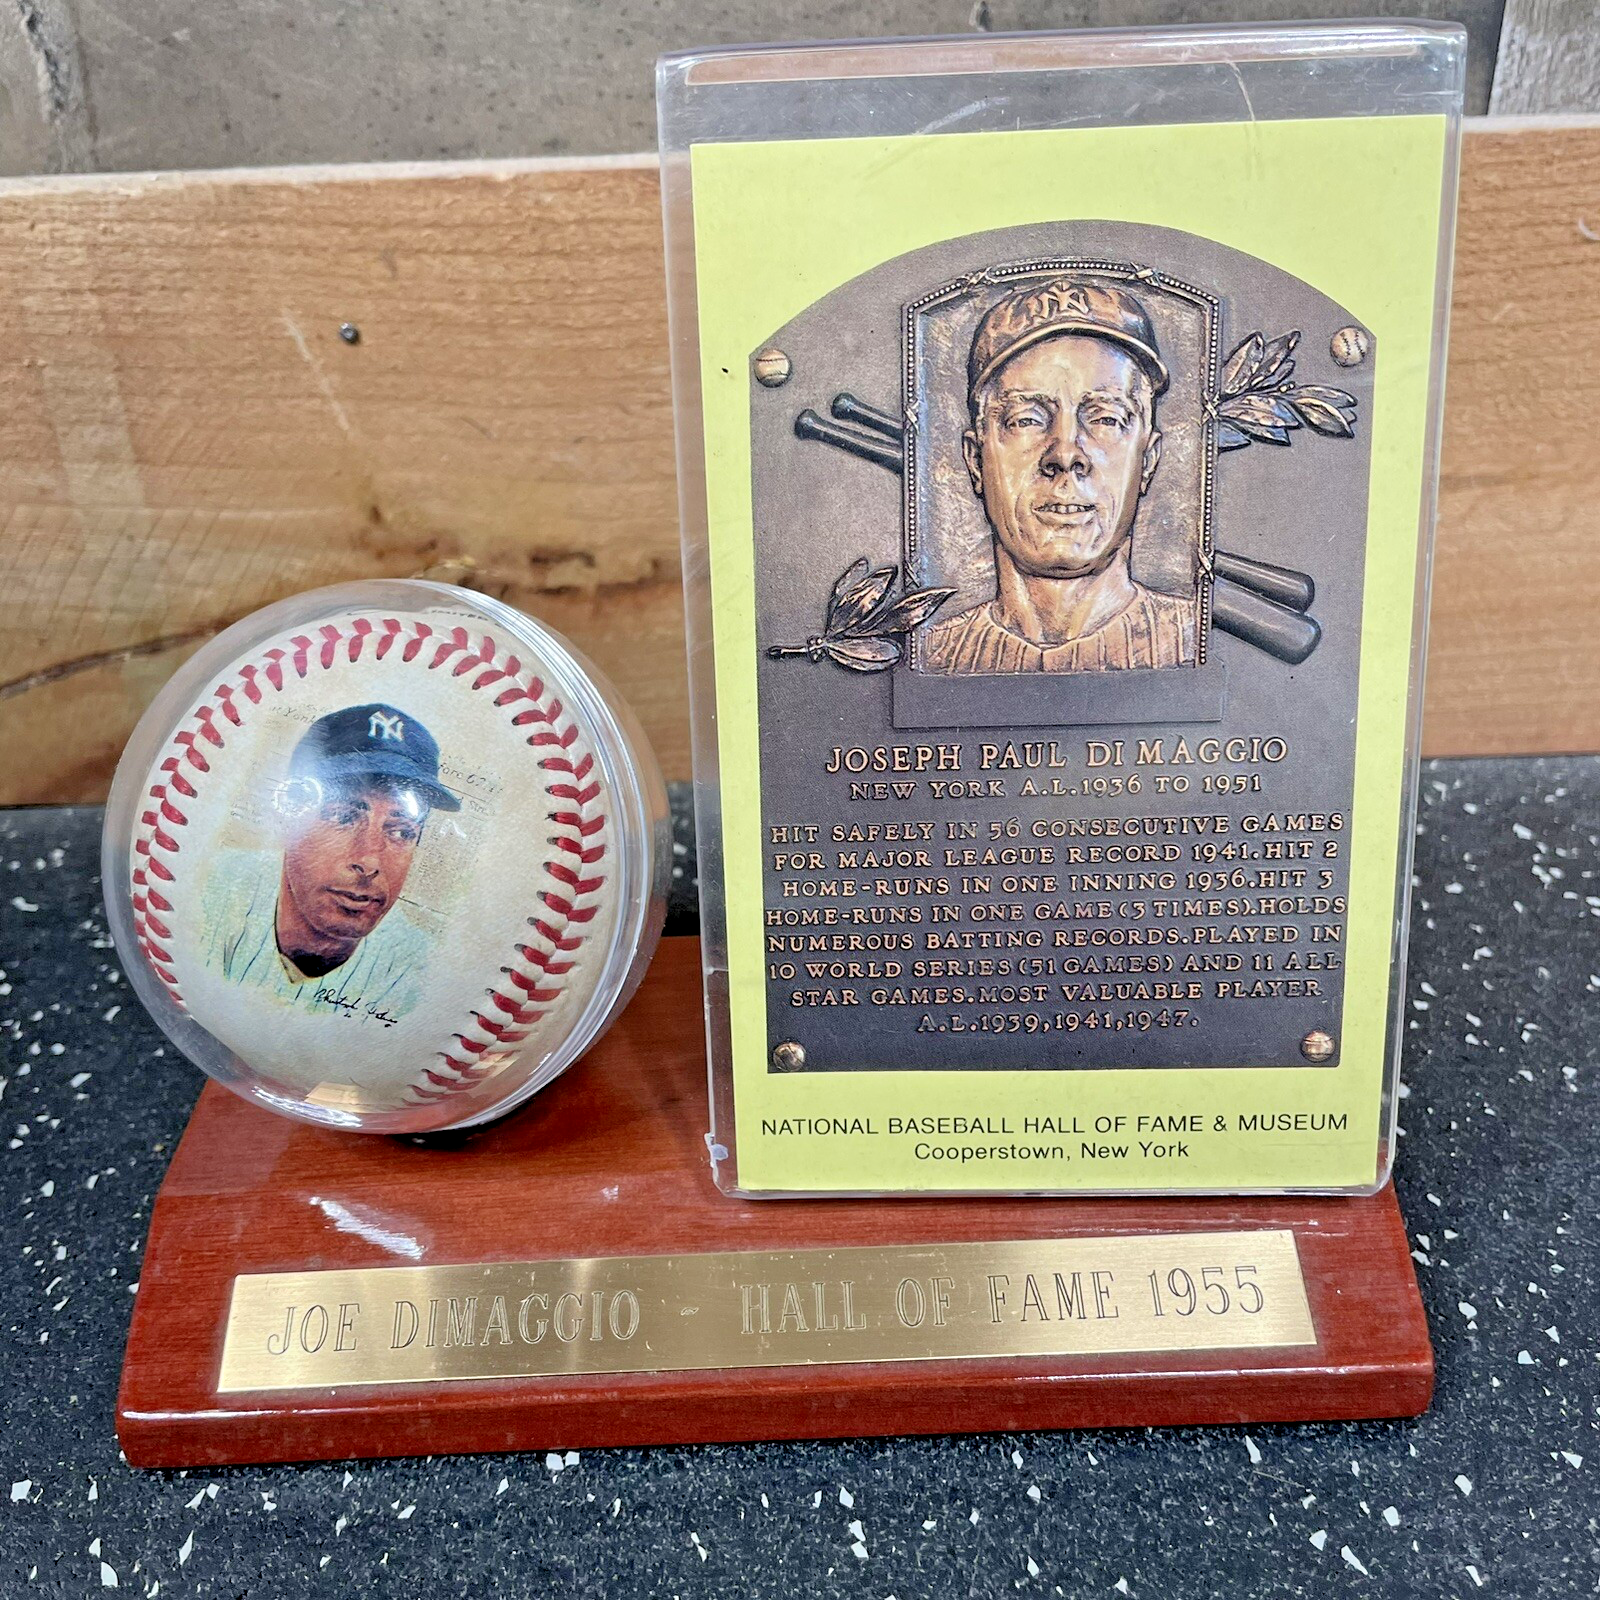 NY
JOSEPH PAUL DI MAGGIO
NEW YORK A.L. 1936 TO 1951
HIT SAFELY IN 56 CONSECUTIVE GAMES
FOR MAJOR LEAGUE RECORD 1941. HIT 2
HOME-RUNS IN ONE INNING 1936. HIT 3
HOME-RUNS IN ONE GAME (3 TIMES). HOLDS
NUMEROUS BATTING RECORDS. PLAYED IN
10 WORLD SERIES (51 GAMES) AND 11 ALL
STAR GAMES. MOST VALUABLE PLAYER
A.L. 1939, 1941, 1947.
NATIONAL BASEBALL HALL OF FAME & MUSEUM
Cooperstown, New York
NY
JOE DIMAGGIO - HALL OF FAME 1955